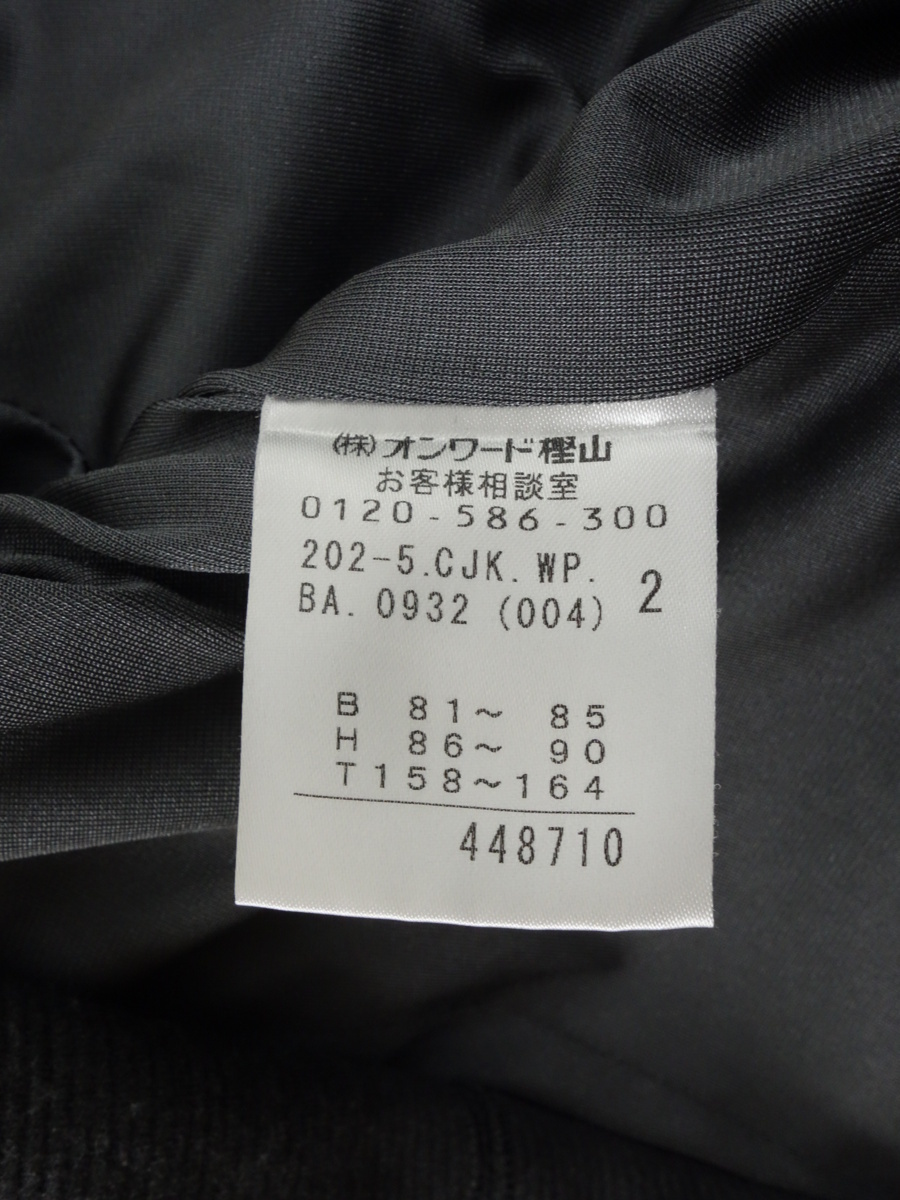 (株)オンワード樫山
お客様相談室
0120-586-300
202-5.CJK.WP.
BA.0932 (004) 2
B 81~ 85
H 86~ 90
T158~164
448710